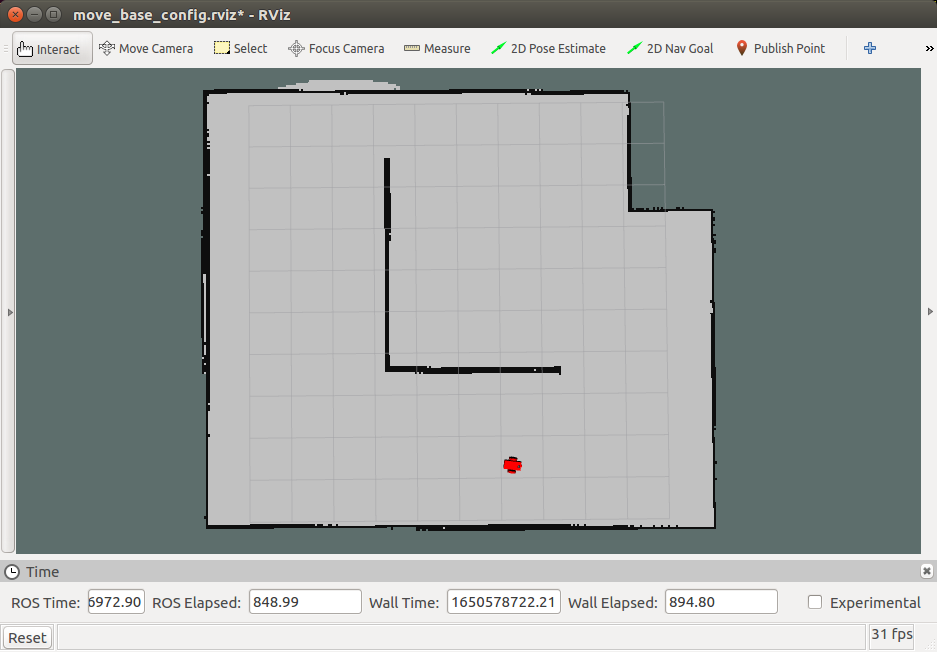 move_base_config.rviz* - RViz
Interact Move Camera Select Focus Camera Measure 2D Pose Estimate 2D Nav Goal Publish Point
Time
ROS Time: 6972.90 ROS Elapsed: 848.99 Wall Time: 1650578722.21 Wall Elapsed: 894.80 Experimental
Reset 31 fps